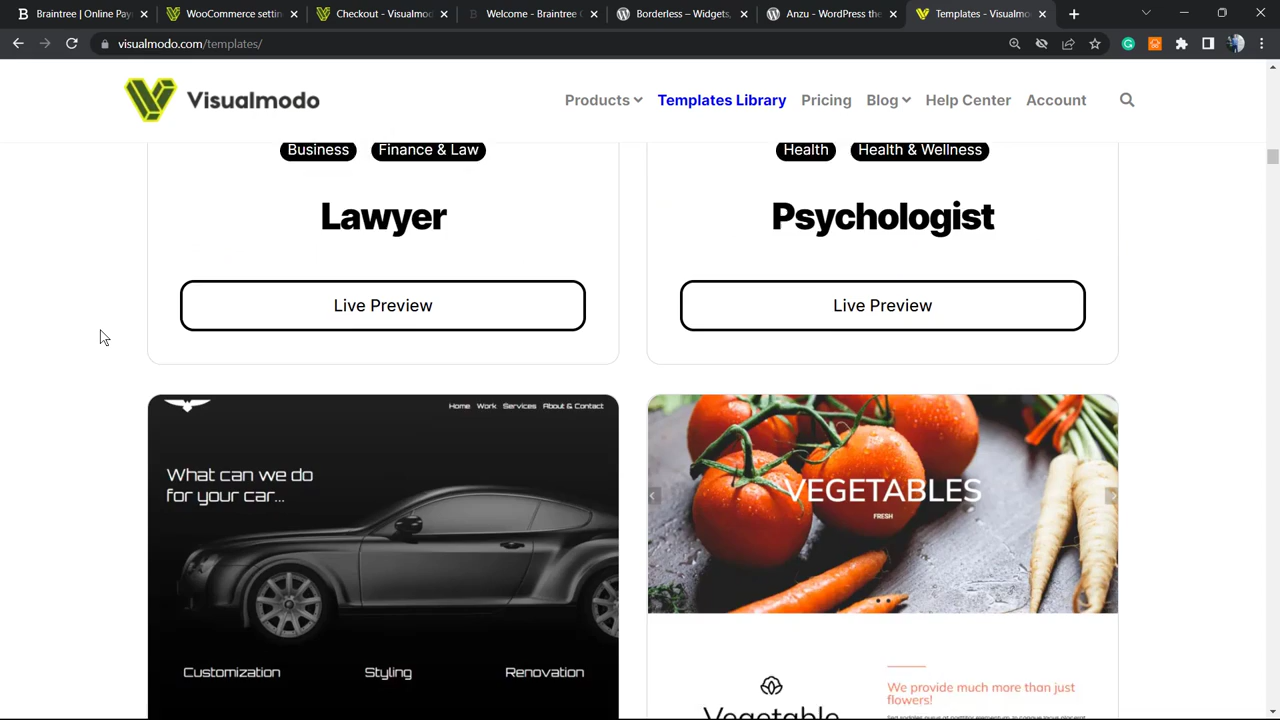 Braintree | Online Pay
WooCommerce settin
Checkout - Visualmo
Welcome - Braintree
Borderless – Widgets,
Anzu - WordPress the
Templates - Visualmo
visualmodo.com/templates/
Visualmodo
Products
Templates Library
Pricing
Blog
Help Center
Account
Business
Finance & Law
Health
Health & Wellness
Lawyer
Psychologist
Live Preview
Live Preview
Home Work Services About & Contact
What can we do
for your car...
Customization
Styling
Renovation
VEGETABLES
FRESH
We provide much more than just
flowers!
Vegetable